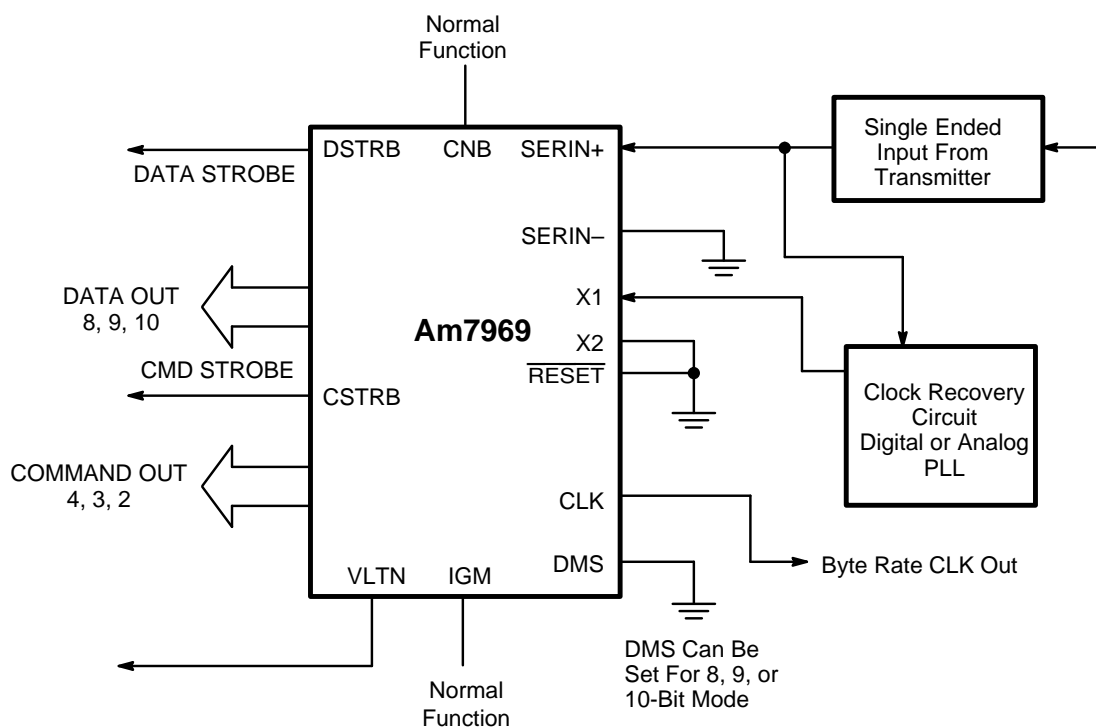 Normal
Function
DSTRB
CNB
SERIN+
Single Ended
Input From
Transmitter
DATA STROBE
SERIN–
DATA OUT
8, 9, 10
X1
Am7969
X2
RESET
CMD STROBE
CSTRB
Clock Recovery
Circuit
Digital or Analog
PLL
COMMAND OUT
4, 3, 2
CLK
DMS
Byte Rate CLK Out
VLTN
IGM
DMS Can Be
Set For 8, 9, or
10-Bit Mode
Normal
Function